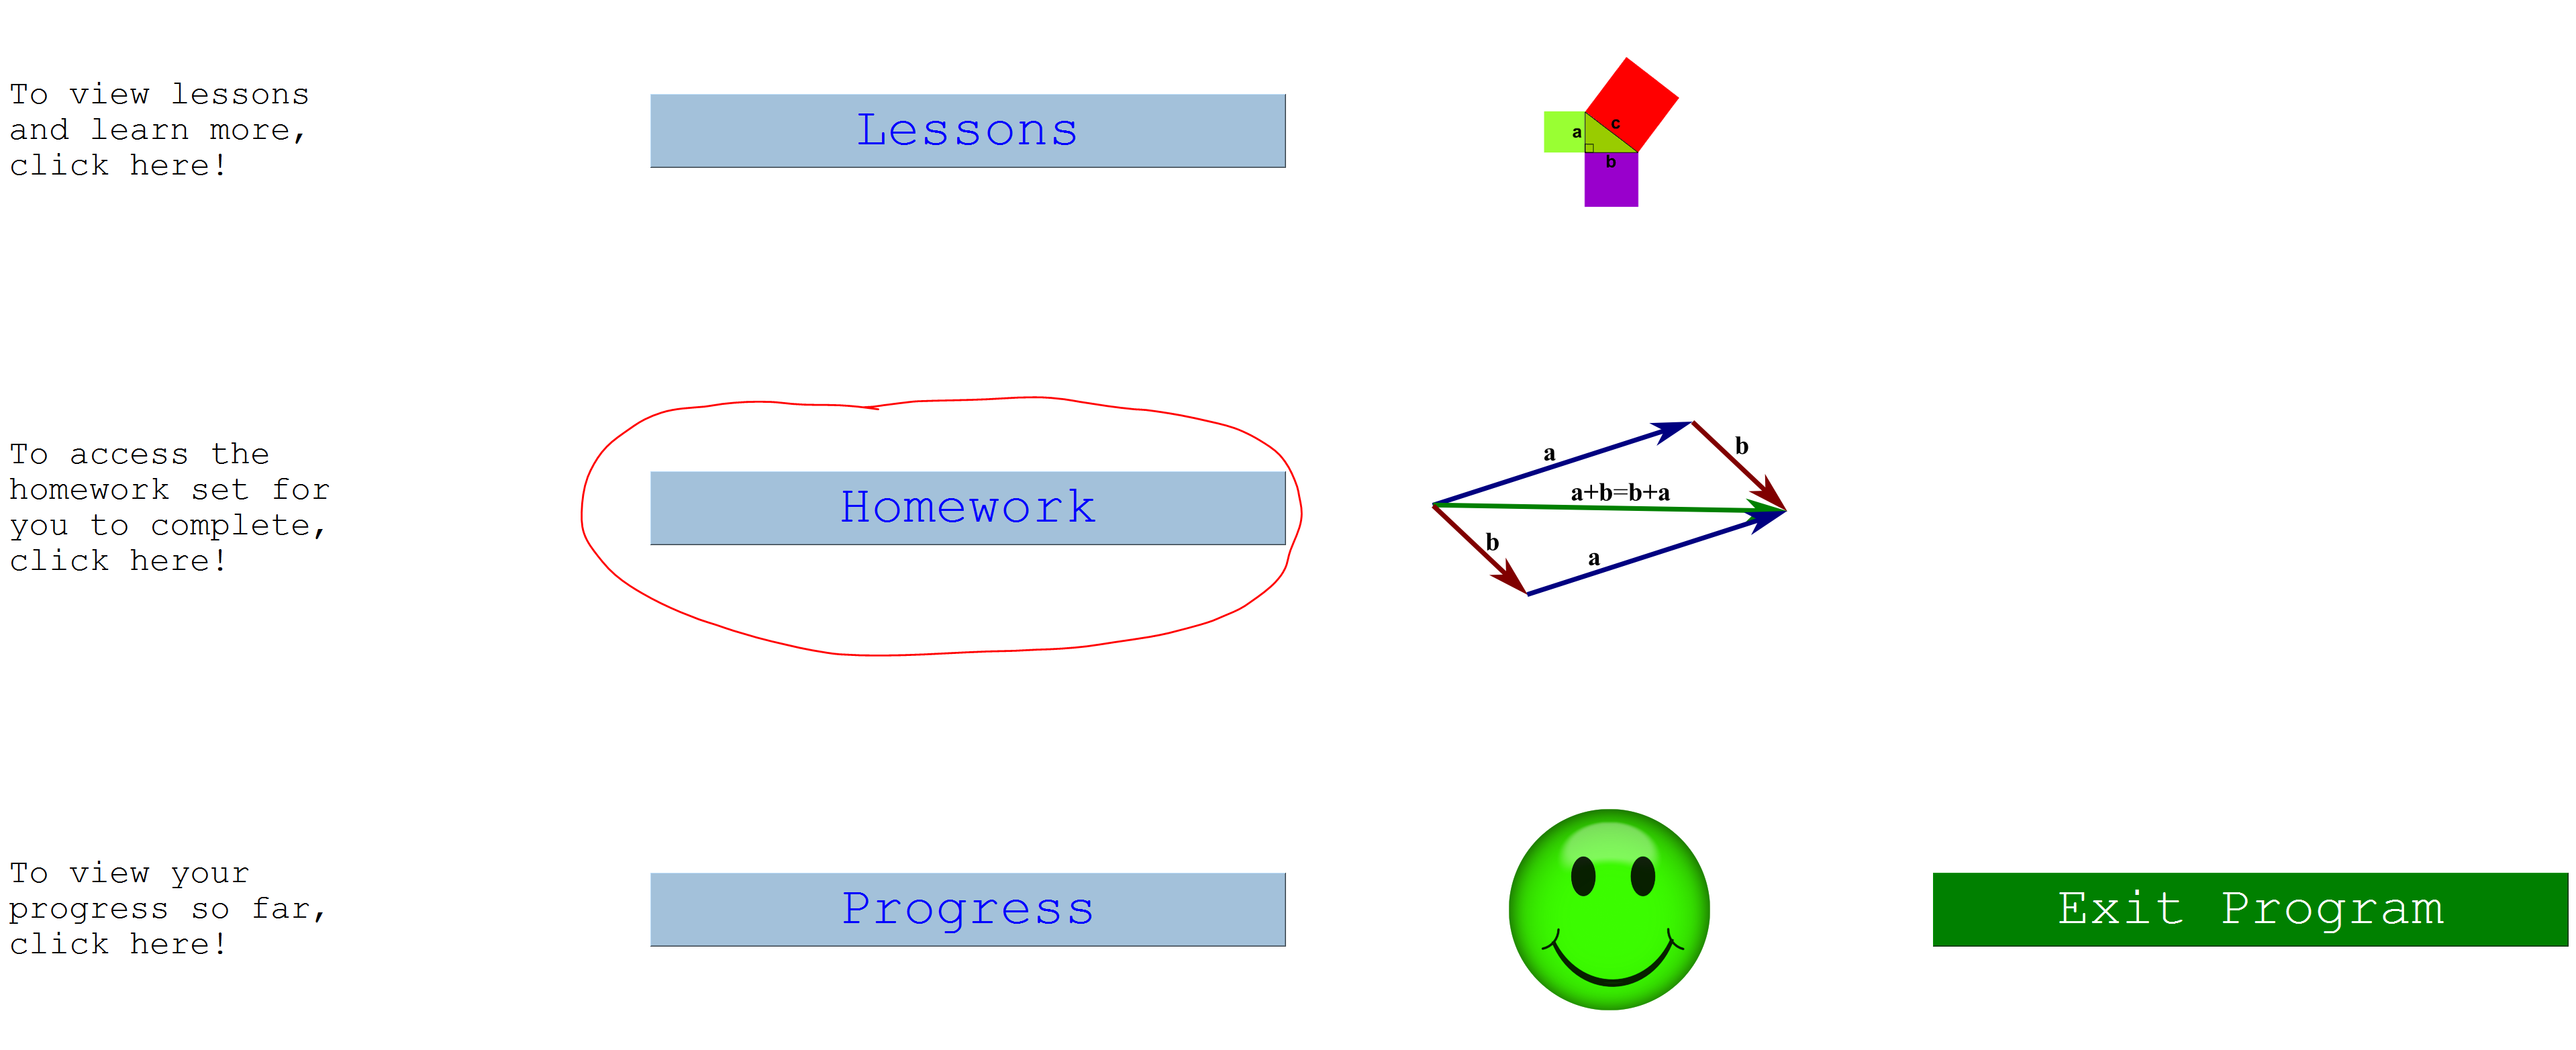 To view lessons
and learn more,
click here!
Lessons
a
c
b
To access the
homework set for
you to complete,
click here!
Homework
a
b
a+b=b+a
b
a
To view your
progress so far,
click here!
Progress
Exit Program